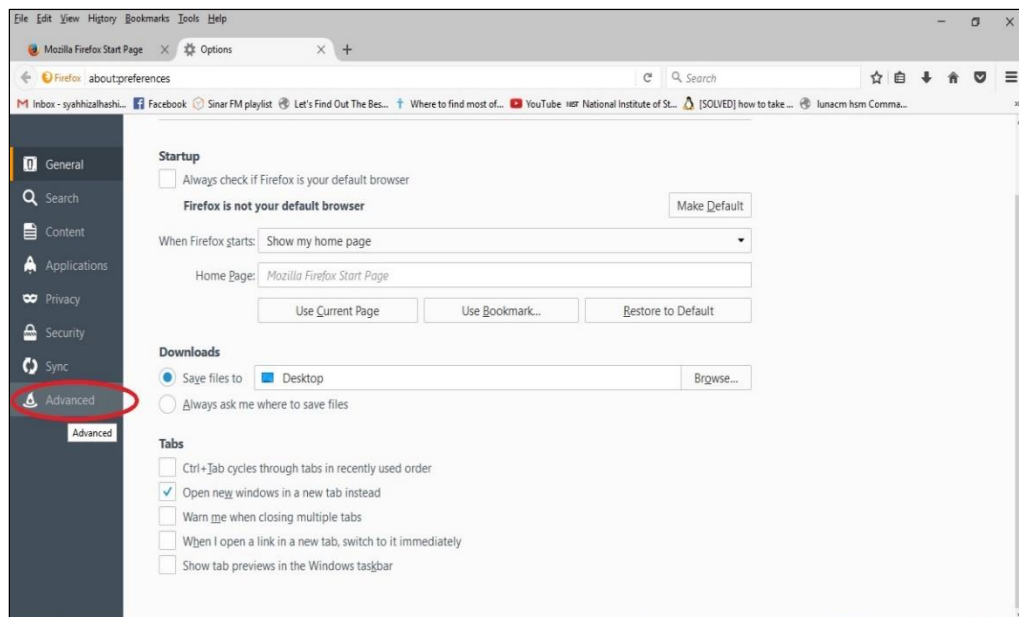 File Edit View History Bookmarks Tools Help
Mozilla Firefox Start Page
Options
Firefox about:preferences
Search
Inbox - syahhizalhashi... Facebook Sinar FM playlist Let's Find Out The Bes... Where to find most of... YouTube NIST National Institute of St... [SOLVED] how to take ... lunacm hsm Comma...
General
Search
Content
Applications
Privacy
Security
Sync
Advanced
Advanced
Startup
Always check if Firefox is your default browser
Firefox is not your default browser
Make Default
When Firefox starts: Show my home page
Home Page: Mozilla Firefox Start Page
Use Current Page Use Bookmark... Restore to Default
Downloads
Save files to Desktop Browse...
Always ask me where to save files
Tabs
Ctrl+Tab cycles through tabs in recently used order
Open new windows in a new tab instead
Warn me when closing multiple tabs
When I open a link in a new tab, switch to it immediately
Show tab previews in the Windows taskbar